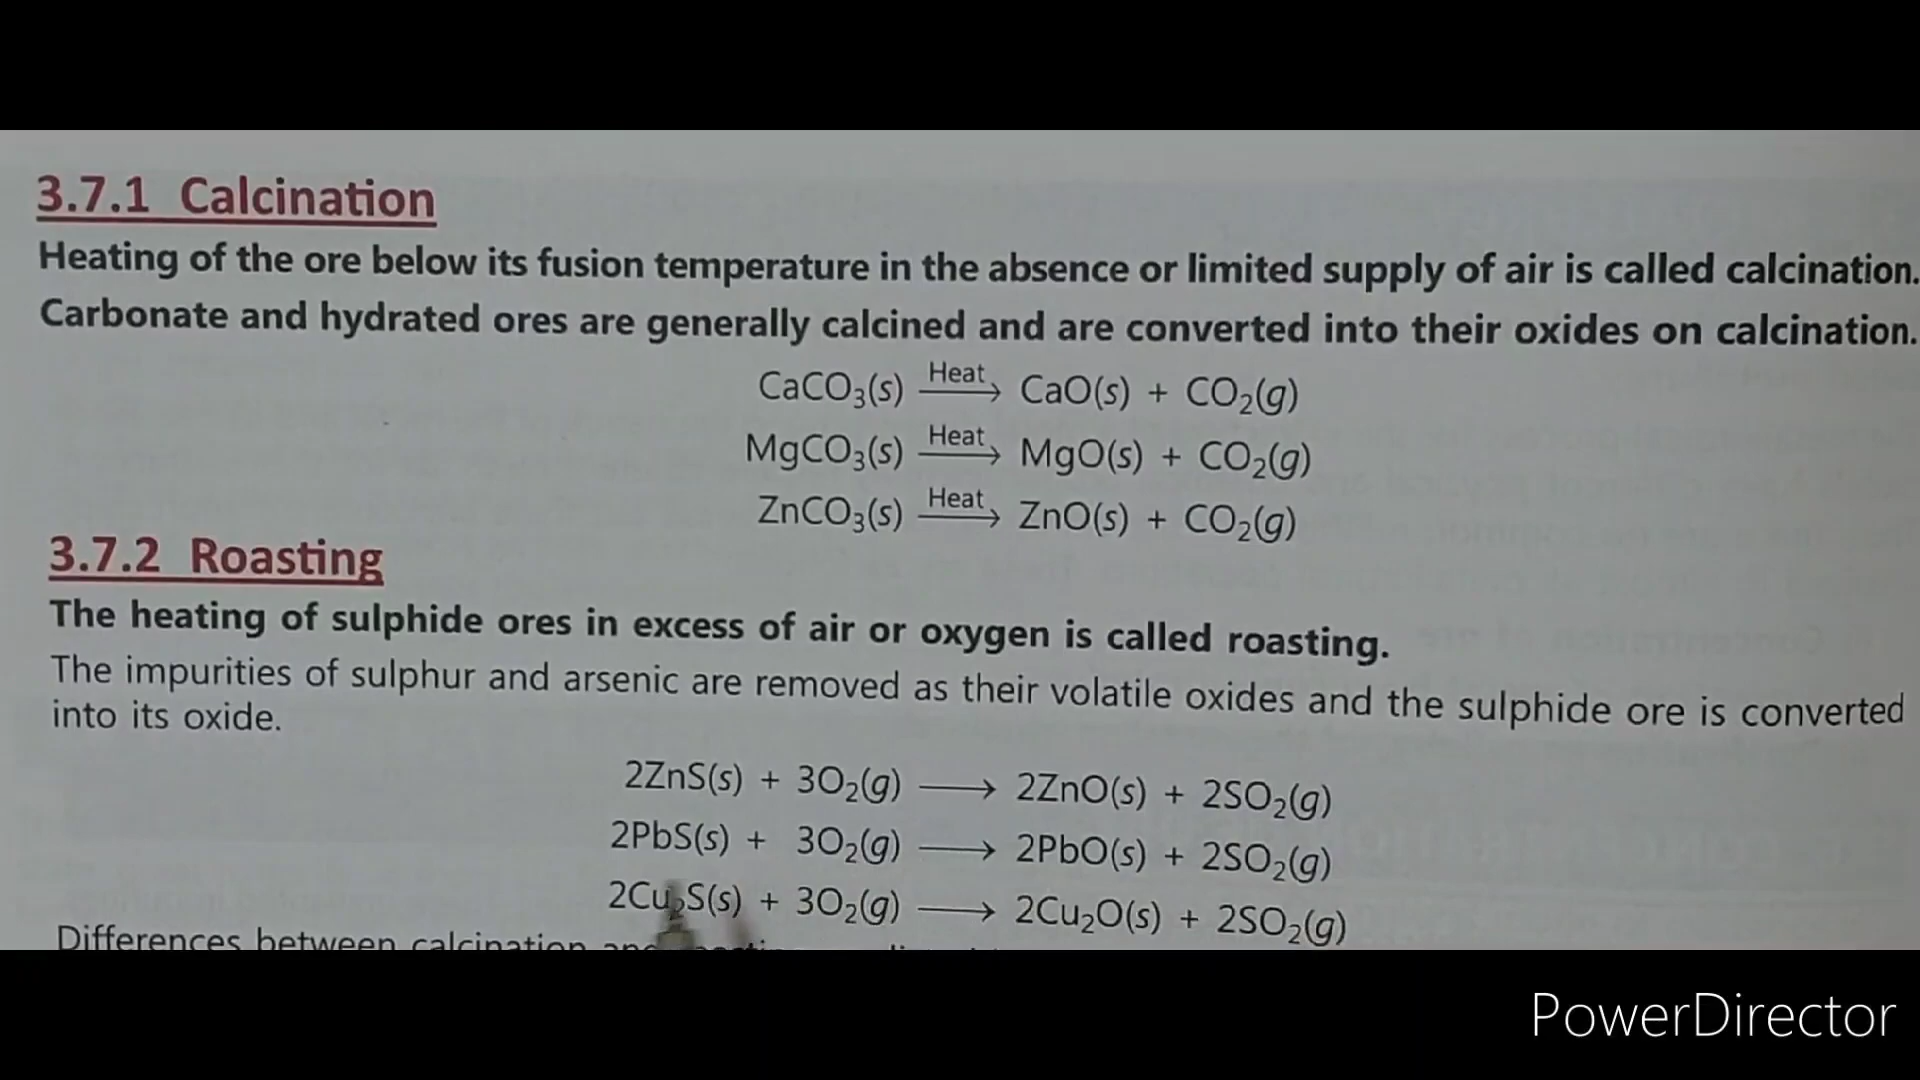 3.7.1 Calcination
Heating of the ore below its fusion temperature in the absence or limited supply of air is called calcination.
Carbonate and hydrated ores are generally calcined and are converted into their oxides on calcination.
CaCO₃(s) —Heat→ CaO(s) + CO₂(g)
MgCO₃(s) —Heat→ MgO(s) + CO₂(g)
ZnCO₃(s) —Heat→ ZnO(s) + CO₂(g)
3.7.2 Roasting
The heating of sulphide ores in excess of air or oxygen is called roasting.
The impurities of sulphur and arsenic are removed as their volatile oxides and the sulphide ore is converted
into its oxide.
2ZnS(s) + 3O₂(g) ⟶ 2ZnO(s) + 2SO₂(g)
2PbS(s) + 3O₂(g) ⟶ 2PbO(s) + 2SO₂(g)
2Cu₂S(s) + 3O₂(g) ⟶ 2Cu₂O(s) + 2SO₂(g)
Differences between calcination
PowerDirector